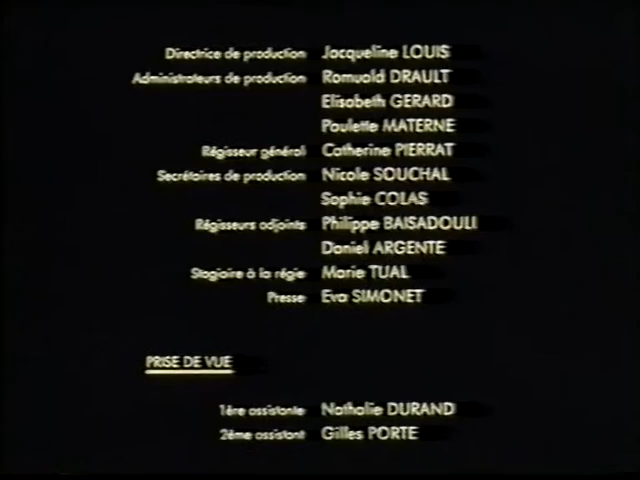 Directrice de production Jacqueline LOUIS
Administrateurs de production Romuald DRAULT
Elisabeth GERARD
Paulette MATERNE
Régisseur général Catherine PIERRAT
Secrétaires de production Nicole SOUCHAL
Sophie COLAS
Régisseurs adjoints Philippe BAISADOULI
Daniel ARGENTE
Stagiaire à la régie Marie TUAL
Presse Eva SIMONET
PRISE DE VUE
1ère assistante Nathalie DURAND
2ème assistant Gilles PORTE